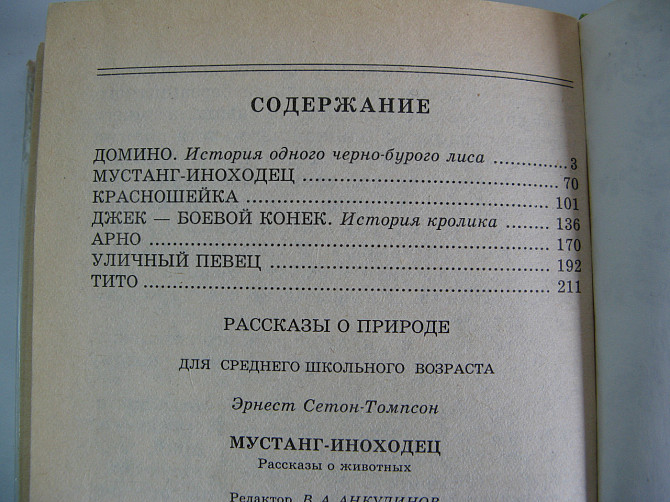 СОДЕРЖАНИЕ
ДОМИНО. История одного черно-бурого лиса ..............3
МУСТАНГ-ИНОХОДЕЦ ........................................ 70
КРАСНОШЕЙКА ................................................ 101
ДЖЕК — БОЕВОЙ КОНЕК. История кролика ....... 136
АРНО ............................................................... 170
УЛИЧНЫЙ ПЕВЕЦ ............................................ 192
ТИТО ................................................................ 211
РАССКАЗЫ О ПРИРОДЕ
ДЛЯ СРЕДНЕГО ШКОЛЬНОГО ВОЗРАСТА
Эрнест Сетон-Томпсон
МУСТАНГ-ИНОХОДЕЦ
Рассказы о животных
Редактор В. А. АНКУДИНОВ